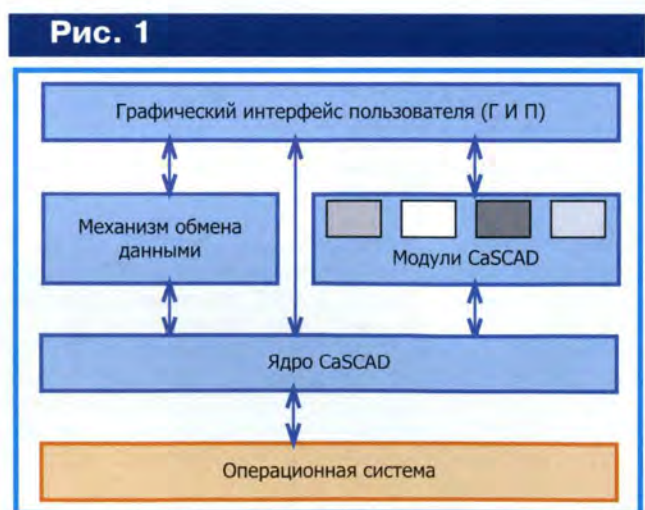 Рис. 1
Графический интерфейс пользователя (Г И П)
Механизм обмена
данными
Модули CaSCAD
Ядро CaSCAD
Операционная система